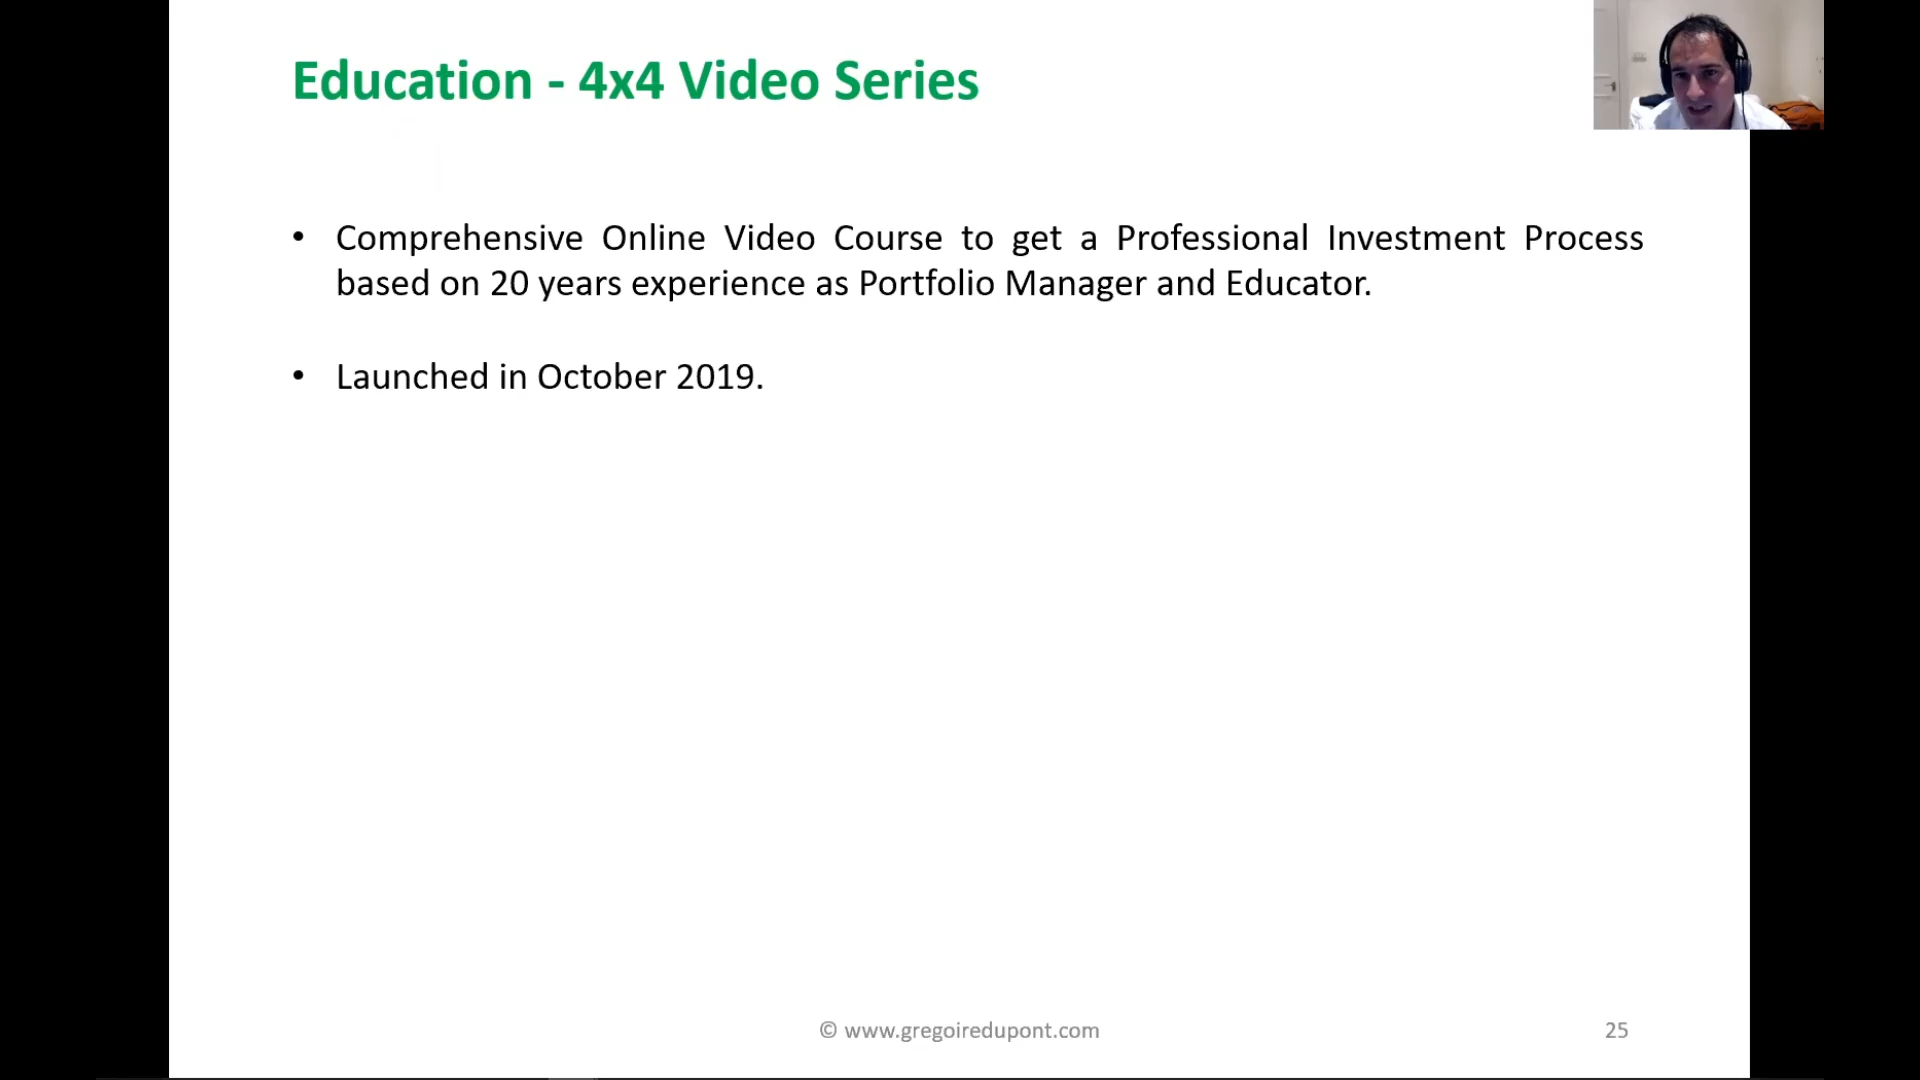 Education - 4x4 Video Series
• Comprehensive Online Video Course to get a Professional Investment Process
based on 20 years experience as Portfolio Manager and Educator.
• Launched in October 2019.
© www.gregoiredupont.com
25